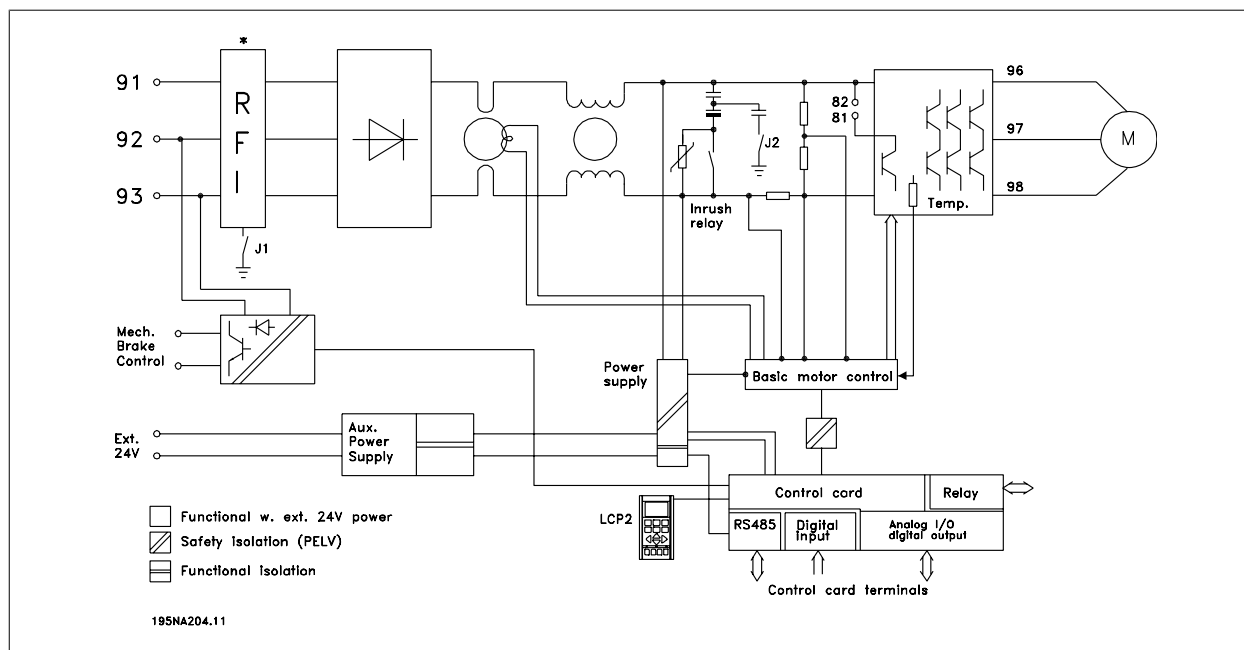 *
91
92
93
R
F
I
J1
82
81
J2
Inrush
relay
Temp.
96
97
98
M
Mech.
Brake
Control
Power
supply
Basic motor control
Ext.
24V
Aux.
Power
Supply
Control card
Relay
LCP2
RS485
Digital
input
Analog I/O
digital output
Control card terminals
Functional w. ext. 24V power
Safety isolation (PELV)
Functional isolation
195NA204.11